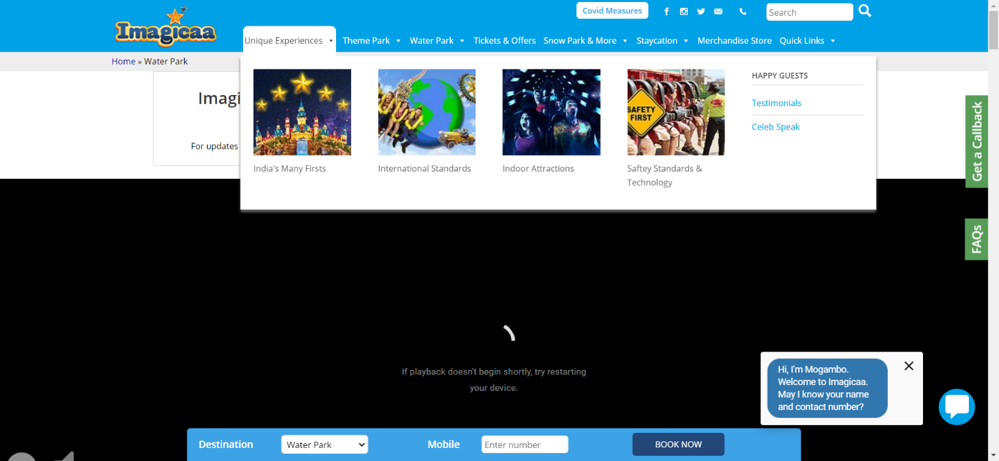 Imagicaa
Covid Measures
Search
Unique Experiences
Theme Park
Water Park
Tickets & Offers
Snow Park & More
Staycation
Merchandise Store
Quick Links
Home » Water Park
Imagi
For updates
India's Many Firsts
International Standards
Indoor Attractions
SAFETY
FIRST
Saftey Standards &
Technology
HAPPY GUESTS
Testimonials
Celeb Speak
Get a Callback
FAQs
If playback doesn't begin shortly, try restarting
your device.
Hi, I'm Mogambo.
Welcome to Imagicaa.
May I know your name
and contact number?
Destination
Water Park
Mobile
Enter number
BOOK NOW